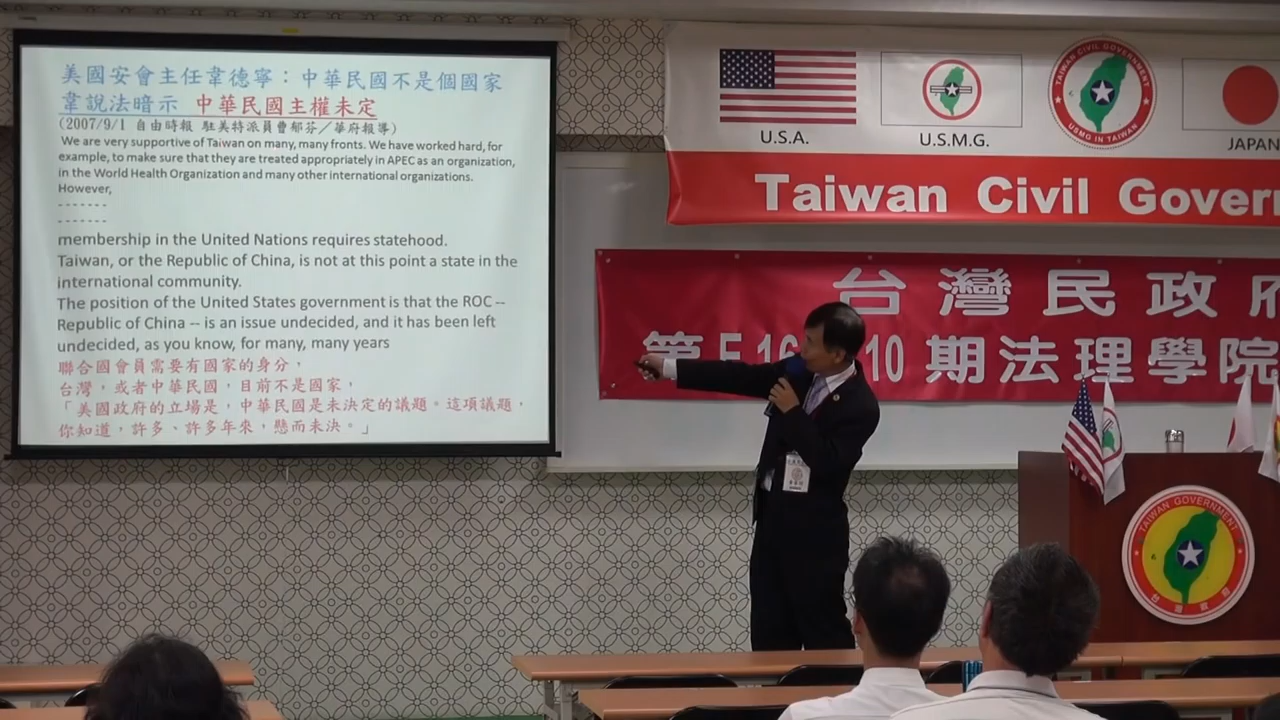 美國安會主任韋德寧：中華民國不是個國家
韋說法暗示 中華民國主權未定
(2007/9/1 自由時報 駐美特派員曹郁芬／華府報導)
We are very supportive of Taiwan on many, many fronts. We have worked hard, for
example, to make sure that they are treated appropriately in APEC as an organization,
in the World Health Organization and many other international organizations.
However,
-------
-------
membership in the United Nations requires statehood.
Taiwan, or the Republic of China, is not at this point a state in the
international community.
The position of the United States government is that the ROC --
Republic of China -- is an issue undecided, and it has been left
undecided, as you know, for many, many years
聯合國會員需要有國家的身分，
台灣，或者中華民國，目前不是國家，
「美國政府的立場是，中華民國是未決定的議題。這項議題，
你知道，許多、許多年來，懸而未決。」
U.S.A.
U.S.M.G.
TAIWAN CIVIL GOVERNMENT
USMG IN TAIWAN
JAPAN
Taiwan Civil Govern
台灣民政府
第 E 16 10 期法理學院
TAIWAN GOVERNMENT
台灣政府